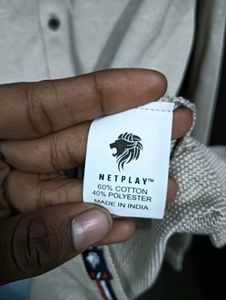 NETPLAY™
60% COTTON
40% POLYESTER
MADE IN INDIA